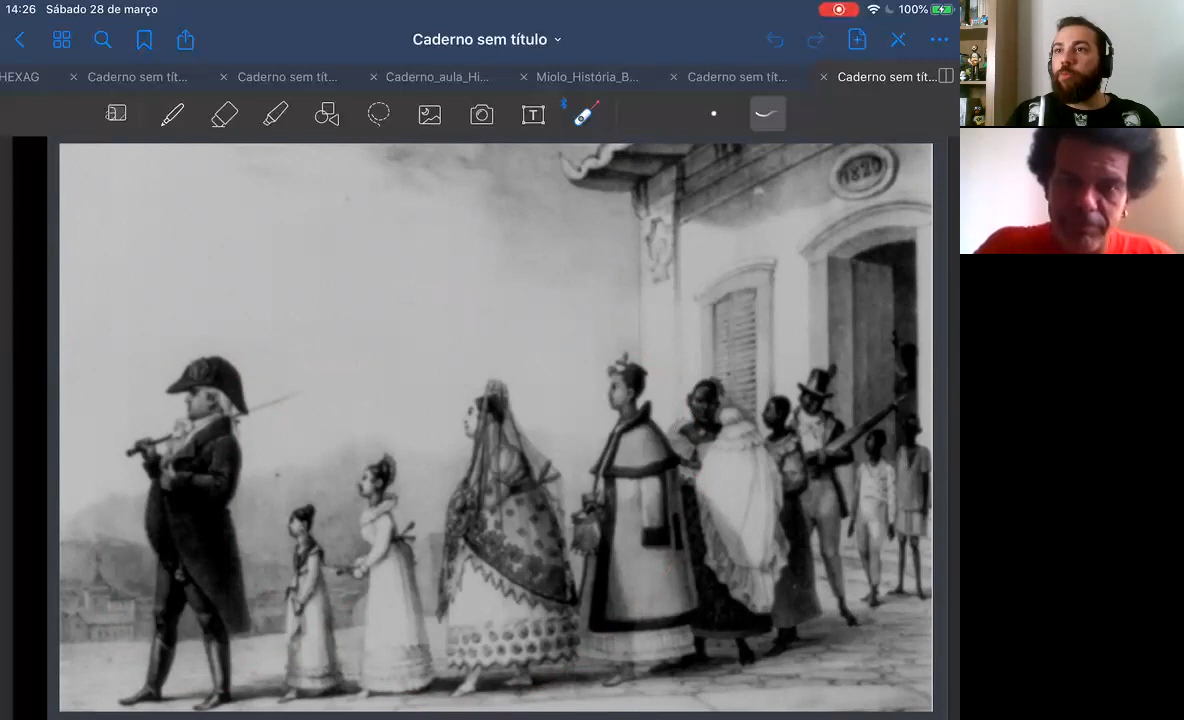 14:26 Sábado 28 de março
100%
Caderno sem título
HEXAG
Caderno sem tít...
Caderno sem tít...
Caderno_aula_Hi...
Miolo_História_B...
Caderno sem tít...
Caderno sem tít...
T